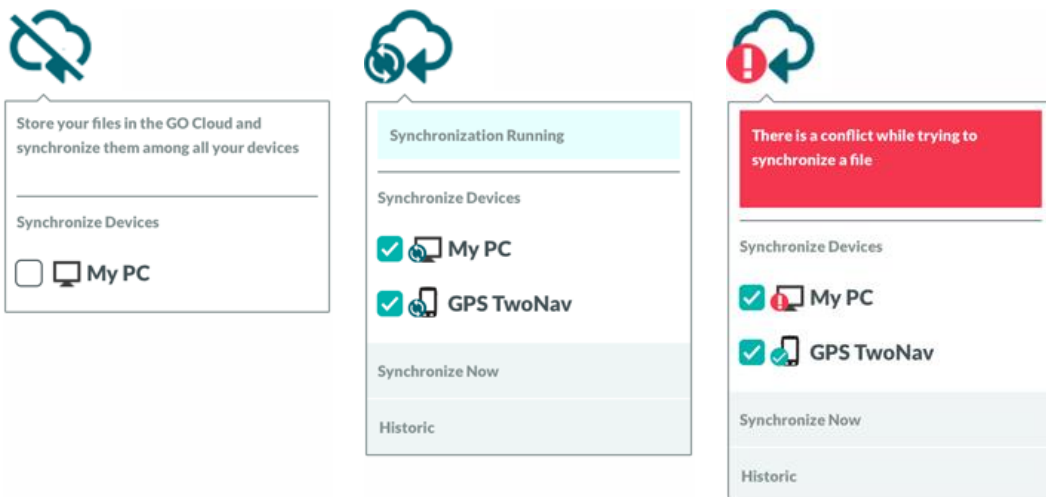 Store your files in the GO Cloud and
synchronize them among all your devices
Synchronize Devices
My PC
Synchronization Running
Synchronize Devices
My PC
GPS TwoNav
Synchronize Now
Historic
There is a conflict while trying to
synchronize a file
Synchronize Devices
My PC
GPS TwoNav
Synchronize Now
Historic